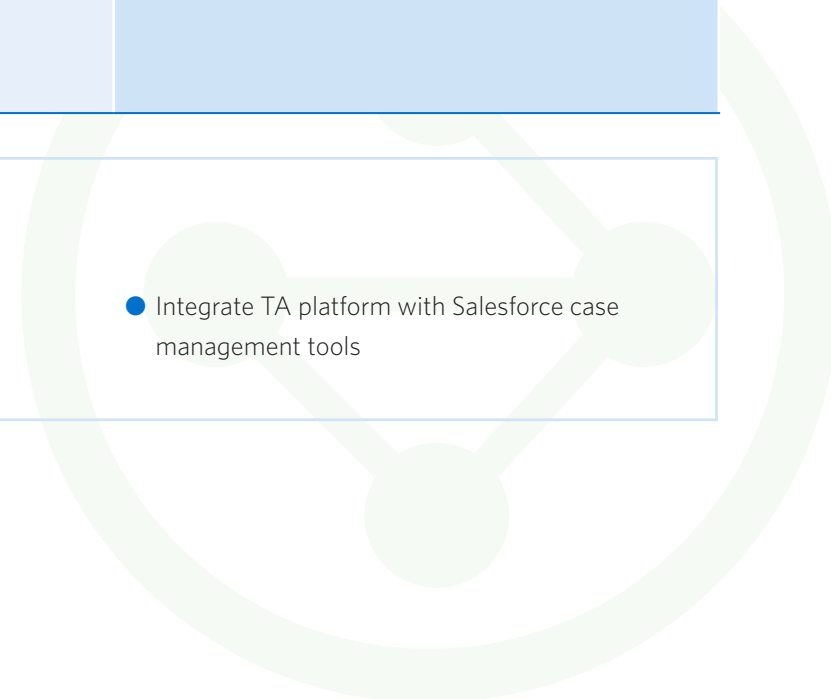 ● Integrate TA platform with Salesforce case
management tools